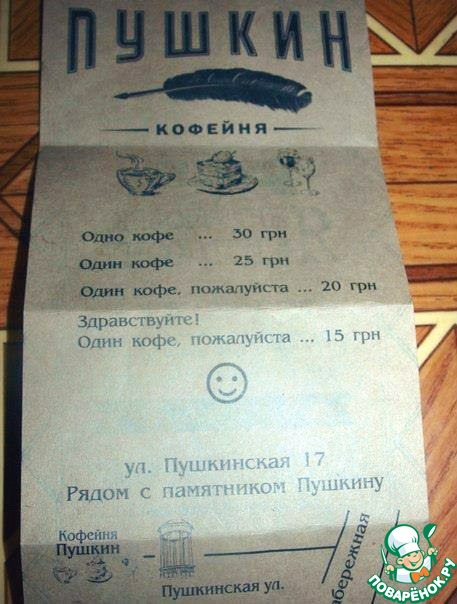 ПУШКИН
КОФЕЙНЯ
Одно кофе ... 30 грн
Один кофе ... 25 грн
Один кофе, пожалуйста ... 20 грн
Здравствуйте!
Один кофе, пожалуйста ... 15 грн
ул. Пушкинская 17
Рядом с памятником Пушкину
Кофейня
Пушкин
Пушкинская ул.
абережная
ПОВАРЁНОК.РУ